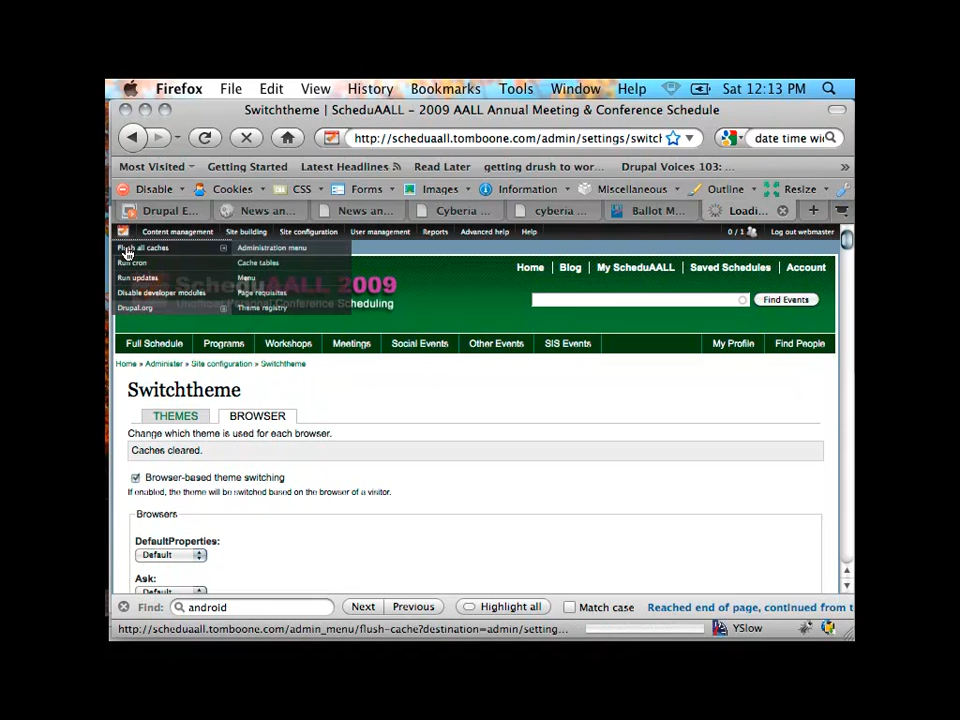 Firefox File Edit View History Bookmarks Tools Window Help Sat 12:13 PM
Switchtheme | ScheduAALL - 2009 AALL Annual Meeting & Conference Schedule
http://scheduaall.tomboone.com/admin/settings/switch date time wi
Most Visited Getting Started Latest Headlines Read Later getting drush to wor... Drupal Voices 103: ... »
Disable Cookies CSS Forms Images Information Miscellaneous Outline Resize
Drupal E... News an... News an... Cyberia ... cyberia ... Ballot M... Loadi...
Content management Site building Site configuration User management Reports Advanced help Help 0 / 1 Log out webmaster
Flush all caches Administration menu
Run cron Cache tables
Run updates Menu
Disable developer modules Page requisites
Drupal.org Theme registry
Home Blog My ScheduAALL Saved Schedules Account
2009
Conference Scheduling
Find Events
Full Schedule Programs Workshops Meetings Social Events Other Events SIS Events My Profile Find People
Home » Administer » Site configuration » Switchtheme
Switchtheme
THEMES BROWSER
Change which theme is used for each browser.
Caches cleared.
Browser-based theme switching
If enabled, the theme will be switched based on the browser of a visitor.
Browsers
DefaultProperties:
Default
Ask:
Default
Find: android Next Previous Highlight all Match case Reached end of page, continued from t
http://scheduaall.tomboone.com/admin_menu/flush-cache?destination=admin/setting... YSlow